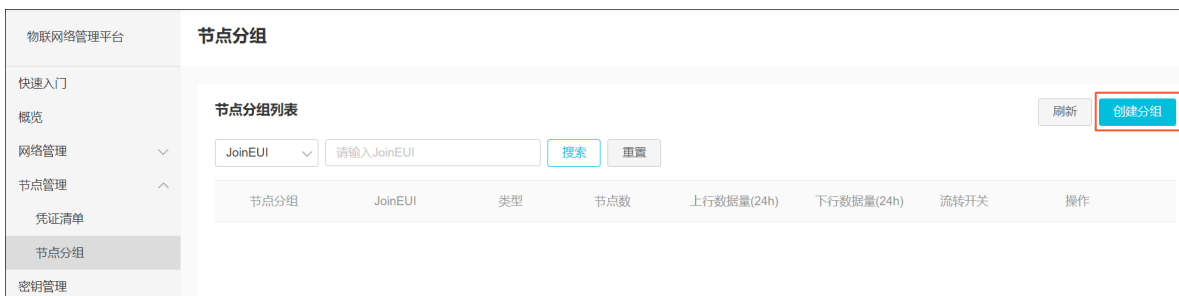 物联网络管理平台
节点分组
快速入门
概览
网络管理
节点管理
凭证清单
节点分组
密钥管理
节点分组列表
刷新
创建分组
JoinEUI
请输入JoinEUI
搜索
重置
节点分组 JoinEUI 类型 节点数 上行数据量(24h) 下行数据量(24h) 流转开关 操作